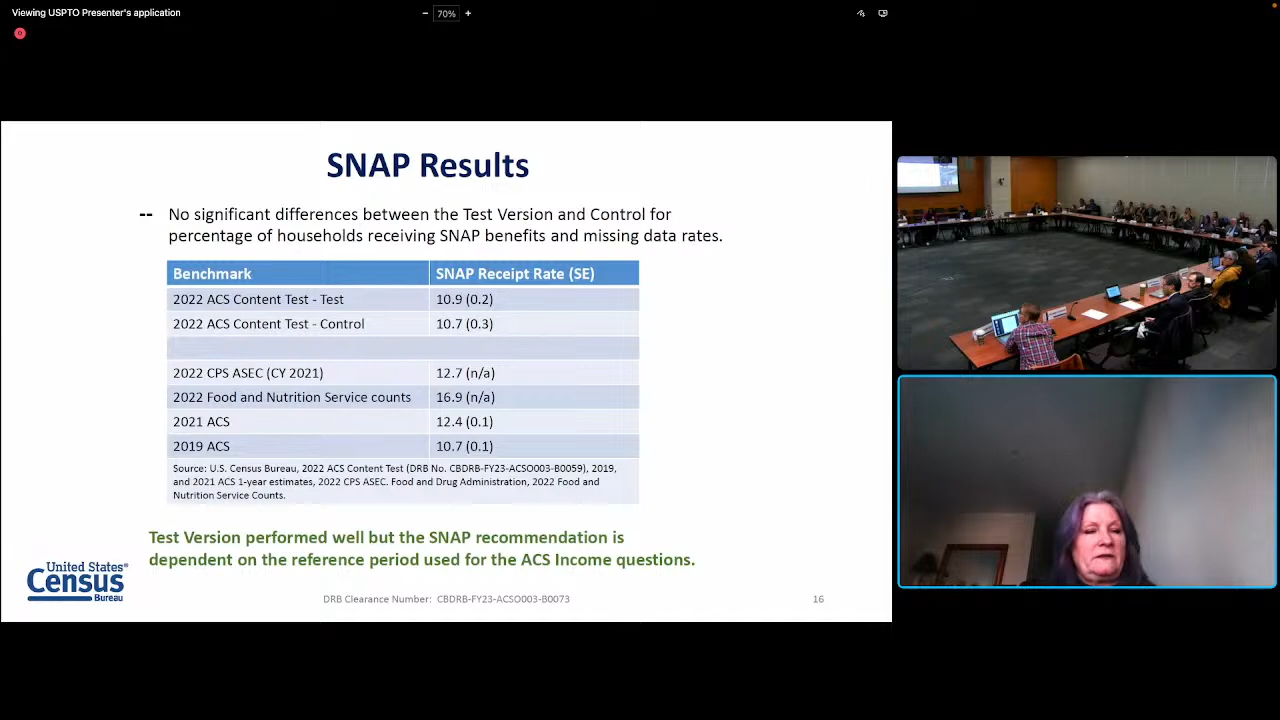 Viewing USPTO Presenter's application
− 70% +
SNAP Results
-- No significant differences between the Test Version and Control for
percentage of households receiving SNAP benefits and missing data rates.
Benchmark SNAP Receipt Rate (SE)
2022 ACS Content Test - Test 10.9 (0.2)
2022 ACS Content Test - Control 10.7 (0.3)
2022 CPS ASEC (CY 2021) 12.7 (n/a)
2022 Food and Nutrition Service counts 16.9 (n/a)
2021 ACS 12.4 (0.1)
2019 ACS 10.7 (0.1)
Source: U.S. Census Bureau, 2022 ACS Content Test (DRB No. CBDRB-FY23-ACSO003-B0059), 2019,
and 2021 ACS 1-year estimates, 2022 CPS ASEC. Food and Drug Administration, 2022 Food and
Nutrition Service Counts.
Test Version performed well but the SNAP recommendation is
dependent on the reference period used for the ACS Income questions.
United States®
Census
Bureau
DRB Clearance Number: CBDRB-FY23-ACSO003-B0073
16